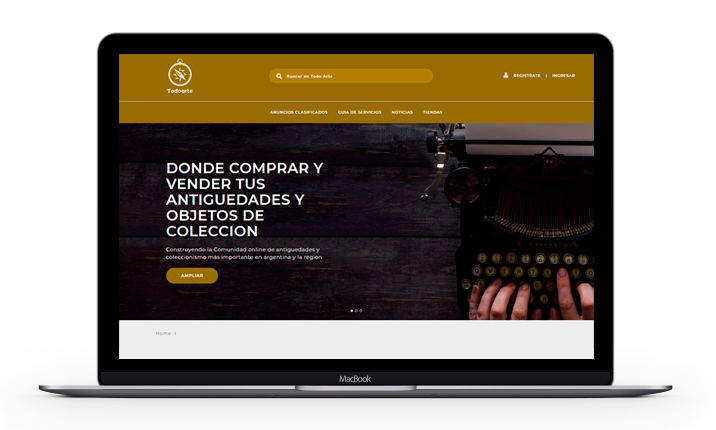 Todoarte
Buscar en Todo Arte
REGISTRATE | INGRESAR
ANUNCIOS CLASIFICADOS GUIA DE SERVICIOS NOTICIAS TIENDAS
DONDE COMPRAR Y
VENDER TUS
ANTIGUEDADES Y
OBJETOS DE
COLECCION
Construyendo la Comunidad online de antiguedades y
coleccionismo más importante en argentina y la region
AMPLIAR
CORONA
Home
MacBook